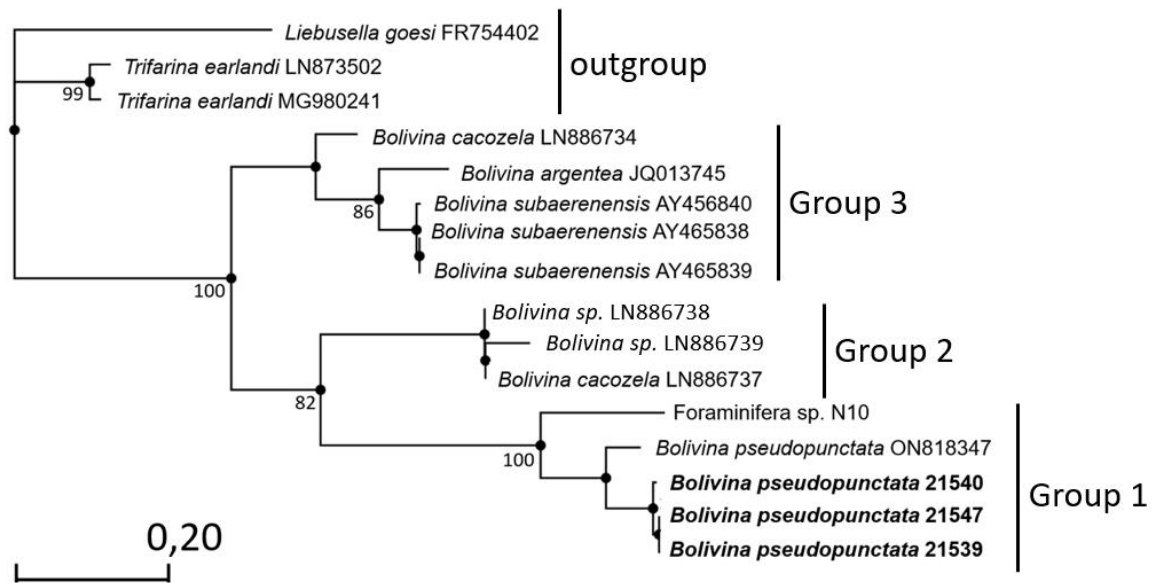 Liebusella goesi FR754402
Trifarina earlandi LN873502
99
Trifarina earlandi MG980241
outgroup
Bolivina cacozela LN886734
Bolivina argentea JQ013745
86
Bolivina subaerenensis AY456840
Bolivina subaerenensis AY465838
Bolivina subaerenensis AY465839
Group 3
100
Bolivina sp. LN886738
Bolivina sp. LN886739
Bolivina cacozela LN886737
Group 2
82
Foraminifera sp. N10
100
Bolivina pseudopunctata ON818347
Bolivina pseudopunctata 21540
Bolivina pseudopunctata 21547
Bolivina pseudopunctata 21539
Group 1
0,20